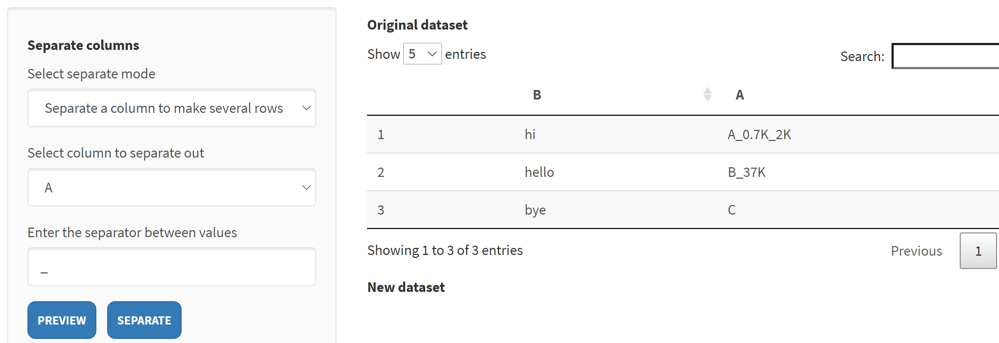 Separate columns
Select separate mode
Separate a column to make several rows
Select column to separate out
A
Enter the separator between values
_
PREVIEW SEPARATE
Original dataset
Show 5 entries
Search:
B A
1 hi A_0.7K_2K
2 hello B_37K
3 bye C
Showing 1 to 3 of 3 entries
Previous 1
New dataset